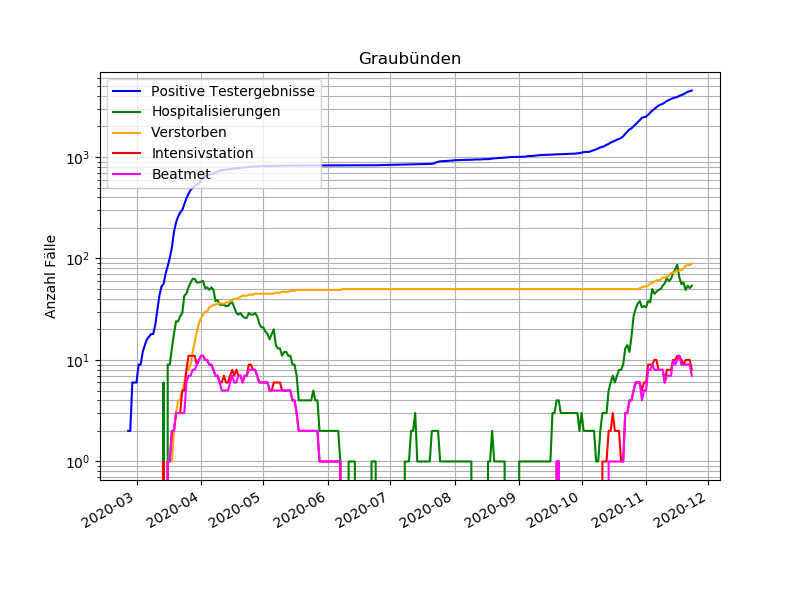 Graubünden
Positive Testergebnisse
Hospitalisierungen
Verstorben
Intensivstation
Beatmet
Anzahl Fälle
10³
10²
10¹
10⁰
2020-03
2020-04
2020-05
2020-06
2020-07
2020-08
2020-09
2020-10
2020-11
2020-12